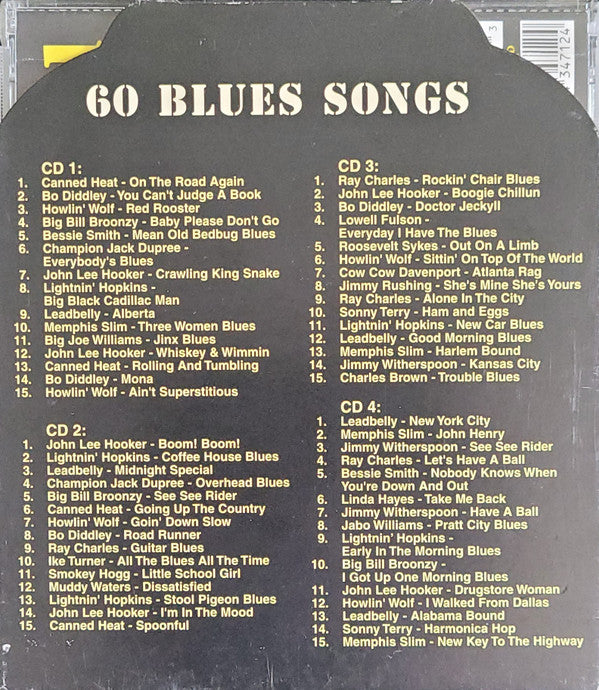 347124
3
60 BLUES SONGS
CD 1:
1. Canned Heat - On The Road Again
2. Bo Diddley - You Can't Judge A Book
3. Howlin' Wolf - Red Rooster
4. Big Bill Broonzy - Baby Please Don't Go
5. Bessie Smith - Mean Old Bedbug Blues
6. Champion Jack Dupree -
Everybody's Blues
7. John Lee Hooker - Crawling King Snake
8. Lightnin' Hopkins -
Big Black Cadillac Man
9. Leadbelly - Alberta
10. Memphis Slim - Three Women Blues
11. Big Joe Williams - Jinx Blues
12. John Lee Hooker - Whiskey & Wimmin
13. Canned Heat - Rolling And Tumbling
14. Bo Diddley - Mona
15. Howlin' Wolf - Ain't Superstitious
CD 2:
1. John Lee Hooker - Boom! Boom!
2. Lightnin' Hopkins - Coffee House Blues
3. Leadbelly - Midnight Special
4. Champion Jack Dupree - Overhead Blues
5. Big Bill Broonzy - See See Rider
6. Canned Heat - Going Up The Country
7. Howlin' Wolf - Goin' Down Slow
8. Bo Diddley - Road Runner
9. Ray Charles - Guitar Blues
10. Ike Turner - All The Blues All The Time
11. Smokey Hogg - Little School Girl
12. Muddy Waters - Dissatisfied
13. Lightnin' Hopkins - Stool Pigeon Blues
14. John Lee Hooker - I'm In The Mood
15. Canned Heat - Spoonful
CD 3:
1. Ray Charles - Rockin' Chair Blues
2. John Lee Hooker - Boogie Chillun
3. Bo Diddley - Doctor Jeckyll
4. Lowell Fulson -
Everyday I Have The Blues
5. Roosevelt Sykes - Out On A Limb
6. Howlin' Wolf - Sittin' On Top Of The World
7. Cow Cow Davenport - Atlanta Rag
8. Jimmy Rushing - She's Mine She's Yours
9. Ray Charles - Alone In The City
10. Sonny Terry - Ham and Eggs
11. Lightnin' Hopkins - New Car Blues
12. Leadbelly - Good Morning Blues
13. Memphis Slim - Harlem Bound
14. Jimmy Witherspoon - Kansas City
15. Charles Brown - Trouble Blues
CD 4:
1. Leadbelly - New York City
2. Memphis Slim - John Henry
3. Jimmy Witherspoon - See See Rider
4. Ray Charles - Let's Have A Ball
5. Bessie Smith - Nobody Knows When
You're Down And Out
6. Linda Hayes - Take Me Back
7. Jimmy Witherspoon - Have A Ball
8. Jabo Williams - Pratt City Blues
9. Lightnin' Hopkins -
Early In The Morning Blues
10. Big Bill Broonzy -
I Got Up One Morning Blues
11. John Lee Hooker - Drugstore Woman
12. Howlin' Wolf - I Walked From Dallas
13. Leadbelly - Alabama Bound
14. Sonny Terry - Harmonica Hop
15. Memphis Slim - New Key To The Highway